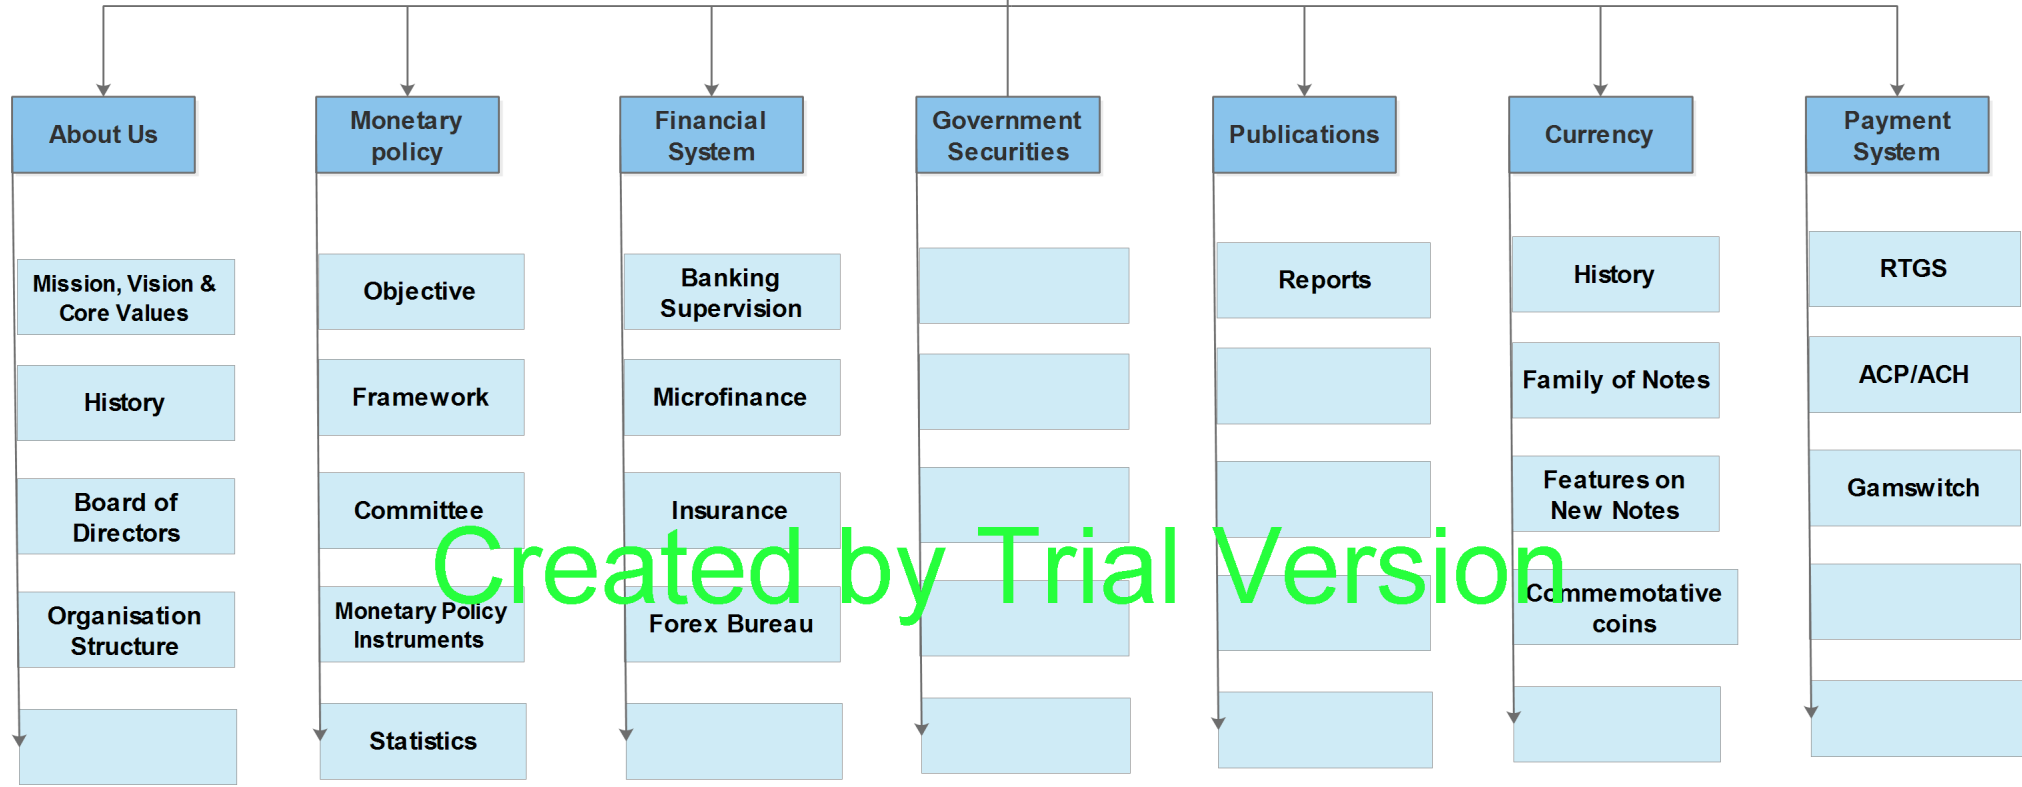 About Us
Monetary
policy
Financial
System
Government
Securities
Publications
Currency
Payment
System
Mission, Vision &
Core Values
History
Board of
Directors
Organisation
Structure
Objective
Framework
Committee
Monetary Policy
Instruments
Statistics
Banking
Supervision
Microfinance
Insurance
Forex Bureau
Reports
History
Family of Notes
Features on
New Notes
Commemotative
coins
RTGS
ACP/ACH
Gamswitch
Created by Trial Version